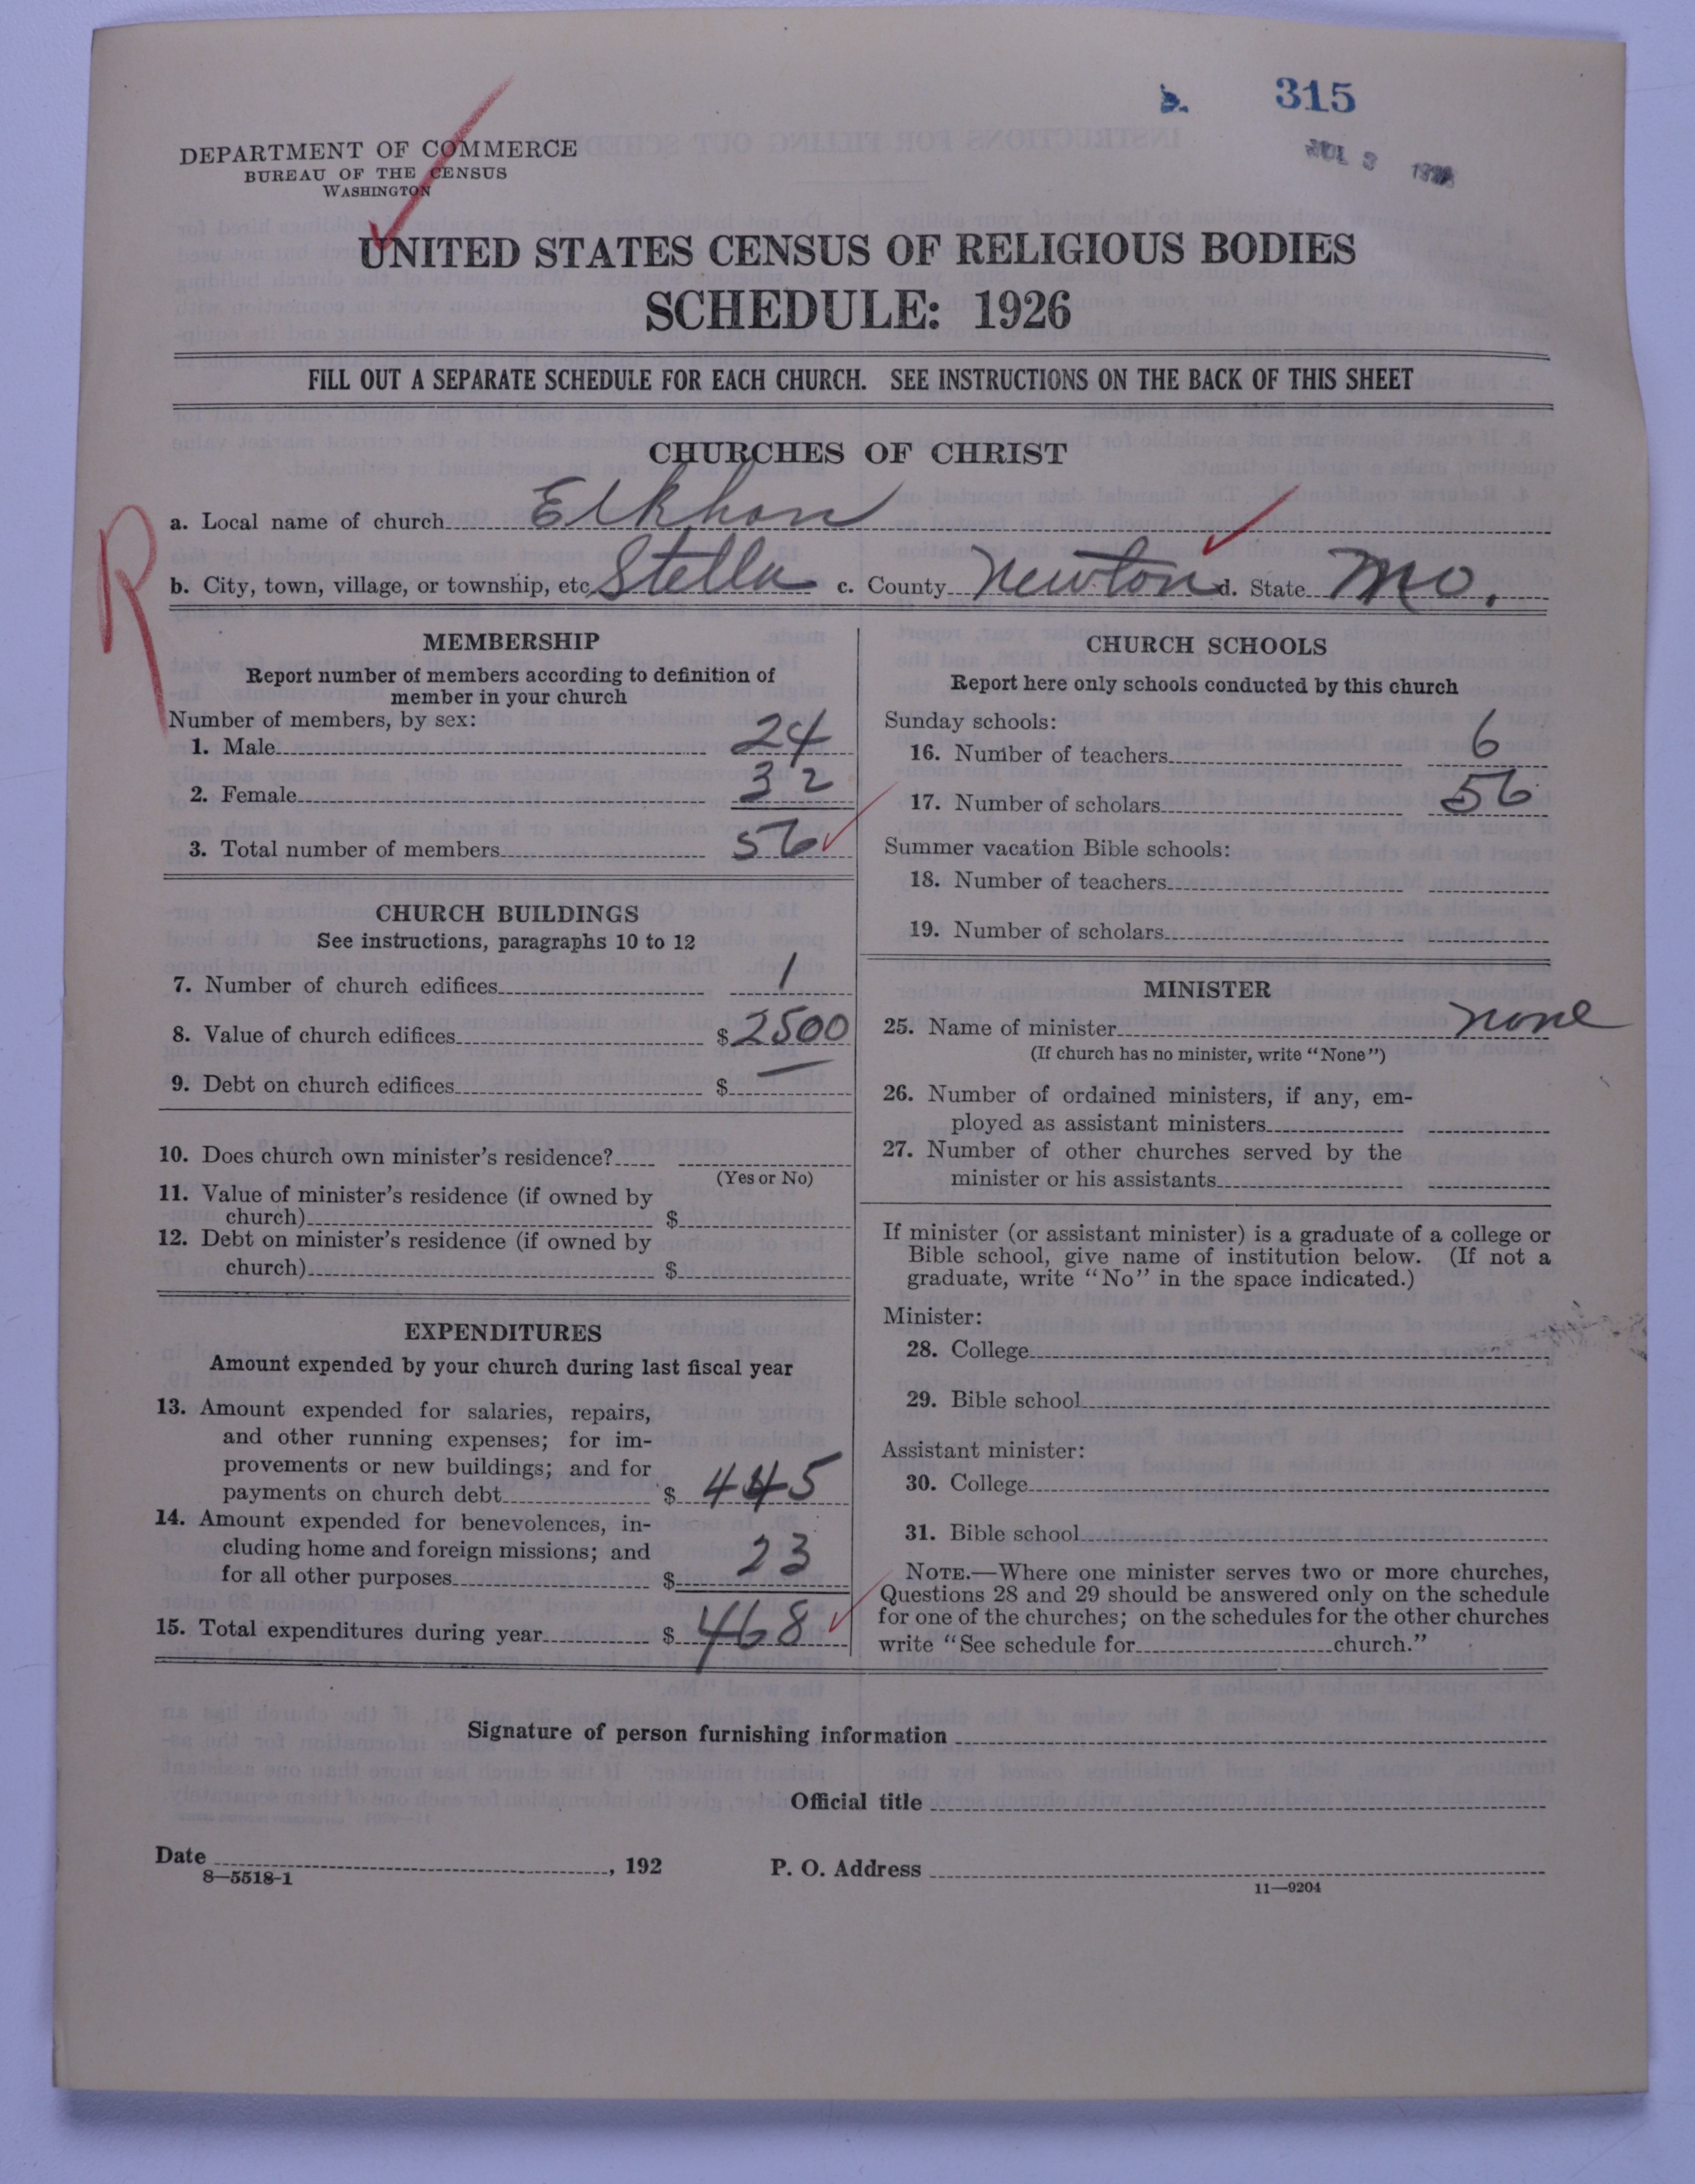 315
JUL 3 1928
DEPARTMENT OF COMMERCE
BUREAU OF THE CENSUS
WASHINGTON
UNITED STATES CENSUS OF RELIGIOUS BODIES
SCHEDULE: 1926
FILL OUT A SEPARATE SCHEDULE FOR EACH CHURCH. SEE INSTRUCTIONS ON THE BACK OF THIS SHEET
CHURCHES OF CHRIST
R
a. Local name of church Elkhorn
b. City, town, village, or township, etc. Stella c. County Newton d. State Mo.
MEMBERSHIP
Report number of members according to definition of
member in your church
Number of members, by sex:
1. Male 24
2. Female 32
3. Total number of members 56
CHURCH BUILDINGS
See instructions, paragraphs 10 to 12
7. Number of church edifices 1
8. Value of church edifices $ 2500
9. Debt on church edifices $ —
10. Does church own minister's residence?
(Yes or No)
11. Value of minister's residence (if owned by
church) $
12. Debt on minister's residence (if owned by
church) $
EXPENDITURES
Amount expended by your church during last fiscal year
13. Amount expended for salaries, repairs,
and other running expenses; for im-
provements or new buildings; and for
payments on church debt $ 445
14. Amount expended for benevolences, in-
cluding home and foreign missions; and
for all other purposes $ 23
15. Total expenditures during year $ 468
CHURCH SCHOOLS
Report here only schools conducted by this church
Sunday schools:
16. Number of teachers 6
17. Number of scholars 56
Summer vacation Bible schools:
18. Number of teachers
19. Number of scholars
MINISTER
25. Name of minister none
(If church has no minister, write "None")
26. Number of ordained ministers, if any, em-
ployed as assistant ministers
27. Number of other churches served by the
minister or his assistants
If minister (or assistant minister) is a graduate of a college or
Bible school, give name of institution below. (If not a
graduate, write "No" in the space indicated.)
Minister:
28. College
29. Bible school
Assistant minister:
30. College
31. Bible school
NOTE.—Where one minister serves two or more churches,
Questions 28 and 29 should be answered only on the schedule
for one of the churches; on the schedules for the other churches
write "See schedule for church."
Signature of person furnishing information
Official title
Date , 192 P. O. Address
8—5518-1
11—9204